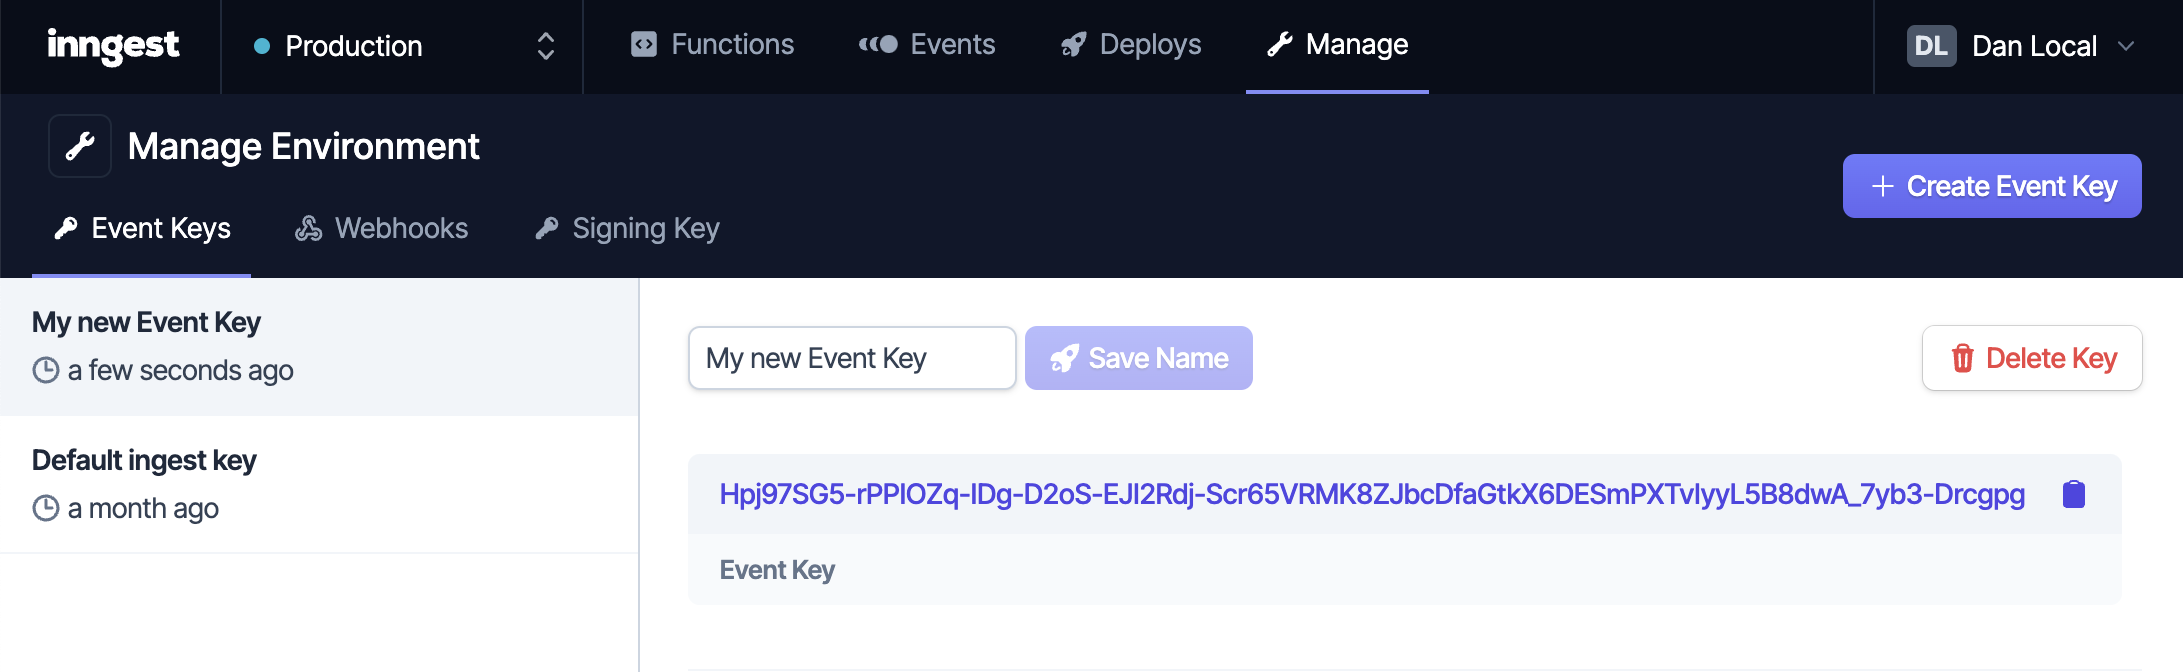 inngest
Production
Functions
Events
Deploys
Manage
DL
Dan Local
Manage Environment
Create Event Key
Event Keys
Webhooks
Signing Key
My new Event Key
a few seconds ago
Default ingest key
a month ago
My new Event Key
Save Name
Delete Key
Hpj97SG5-rPPlOZq-IDg-D2oS-EJI2Rdj-Scr65VRMK8ZJbcDfaGtkX6DESmPXTvIyyL5B8dwA_7yb3-Drcgpg
Event Key